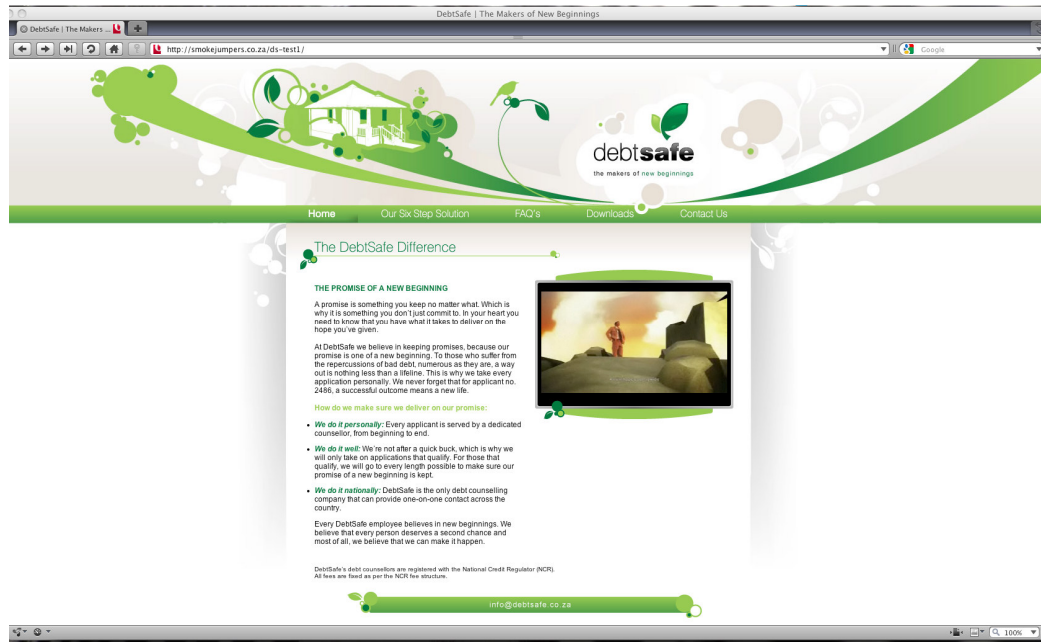 DebtSafe | The Makers of New Beginnings
DebtSafe | The Makers ...
http://smokejumpers.co.za/ds-test1/
Google
debtsafe
the makers of new beginnings
Home
Our Six Step Solution
FAQ's
Downloads
Contact Us
The DebtSafe Difference
THE PROMISE OF A NEW BEGINNING
A promise is something you keep no matter what. Which is
why it is something you don't just commit to. In your heart you
need to know that you have what it takes to deliver on the
hope you've given.
At DebtSafe we believe in keeping promises, because our
promise is one of a new beginning. To those who suffer from
the repercussions of bad debt, numerous as they are, a way
out is nothing less than a lifeline. This is why we take every
application personally. We never forget that for applicant no.
2486, a successful outcome means a new life.
How do we make sure we deliver on our promise:
• We do it personally: Every applicant is served by a dedicated
counsellor, from beginning to end.
• We do it well: We're not after a quick buck, which is why we
will only take on applications that qualify. For those that
qualify, we will go to every length possible to make sure our
promise of a new beginning is kept.
• We do it nationally: DebtSafe is the only debt counselling
company that can provide one-on-one contact across the
country.
Every DebtSafe employee believes in new beginnings. We
believe that every person deserves a second chance and
most of all, we believe that we can make it happen.
DebtSafe's debt counsellors are registered with the National Credit Regulator (NCR).
All fees are fixed as per the NCR fee structure.
info@debtsafe.co.za
100%